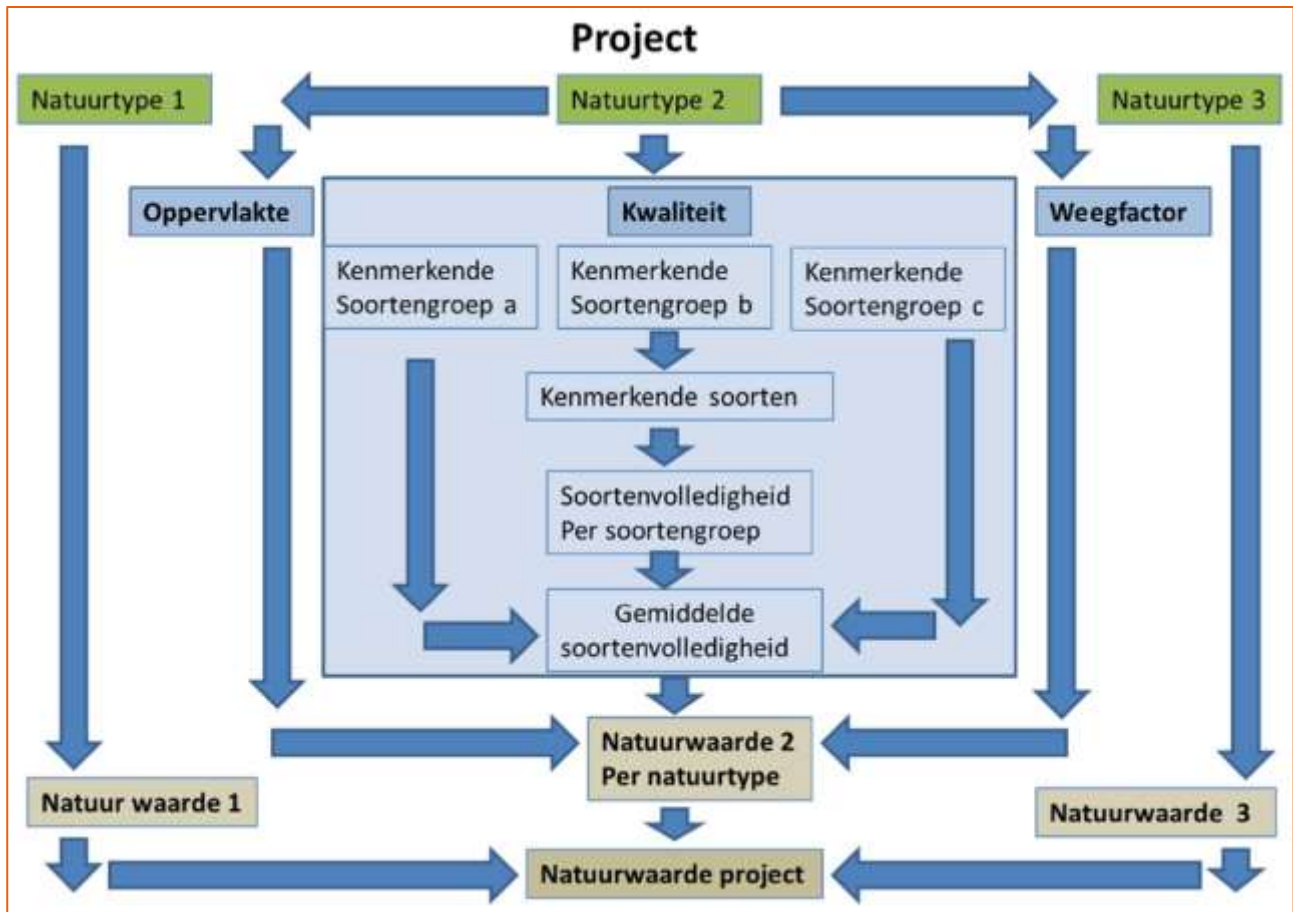 Project
Natuurtype 1
Natuurtype 2
Natuurtype 3
Oppervlakte
Kwaliteit
Weegfactor
Kenmerkende
Soortengroep a
Kenmerkende
Soortengroep b
Kenmerkende
Soortengroep c
Kenmerkende soorten
Soortenvolledigheid
Per soortengroep
Gemiddelde
soortenvolledigheid
Natuurwaarde 2
Per natuurtype
Natuur waarde 1
Natuurwaarde 3
Natuurwaarde project